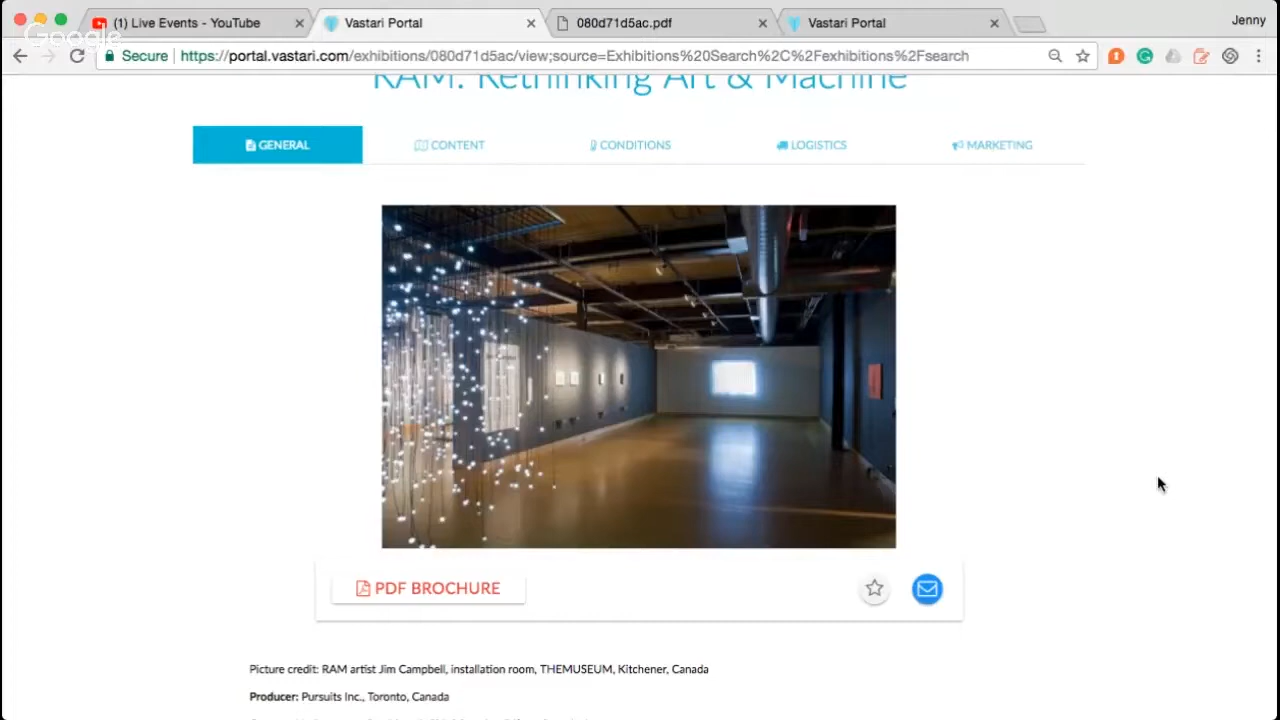 (1) Live Events - YouTube
Vastari Portal
080d71d5ac.pdf
Vastari Portal
Jenny
Google
Secure
https://portal.vastari.com/exhibitions/080d71d5ac/view;source=Exhibitions%20Search%2C%2Fexhibitions%2Fsearch
RAM: Rethinking Art & Machine
GENERAL
CONTENT
CONDITIONS
LOGISTICS
MARKETING
PDF BROCHURE
Picture credit: RAM artist Jim Campbell, installation room, THEMUSEUM, Kitchener, Canada
Producer: Pursuits Inc., Toronto, Canada